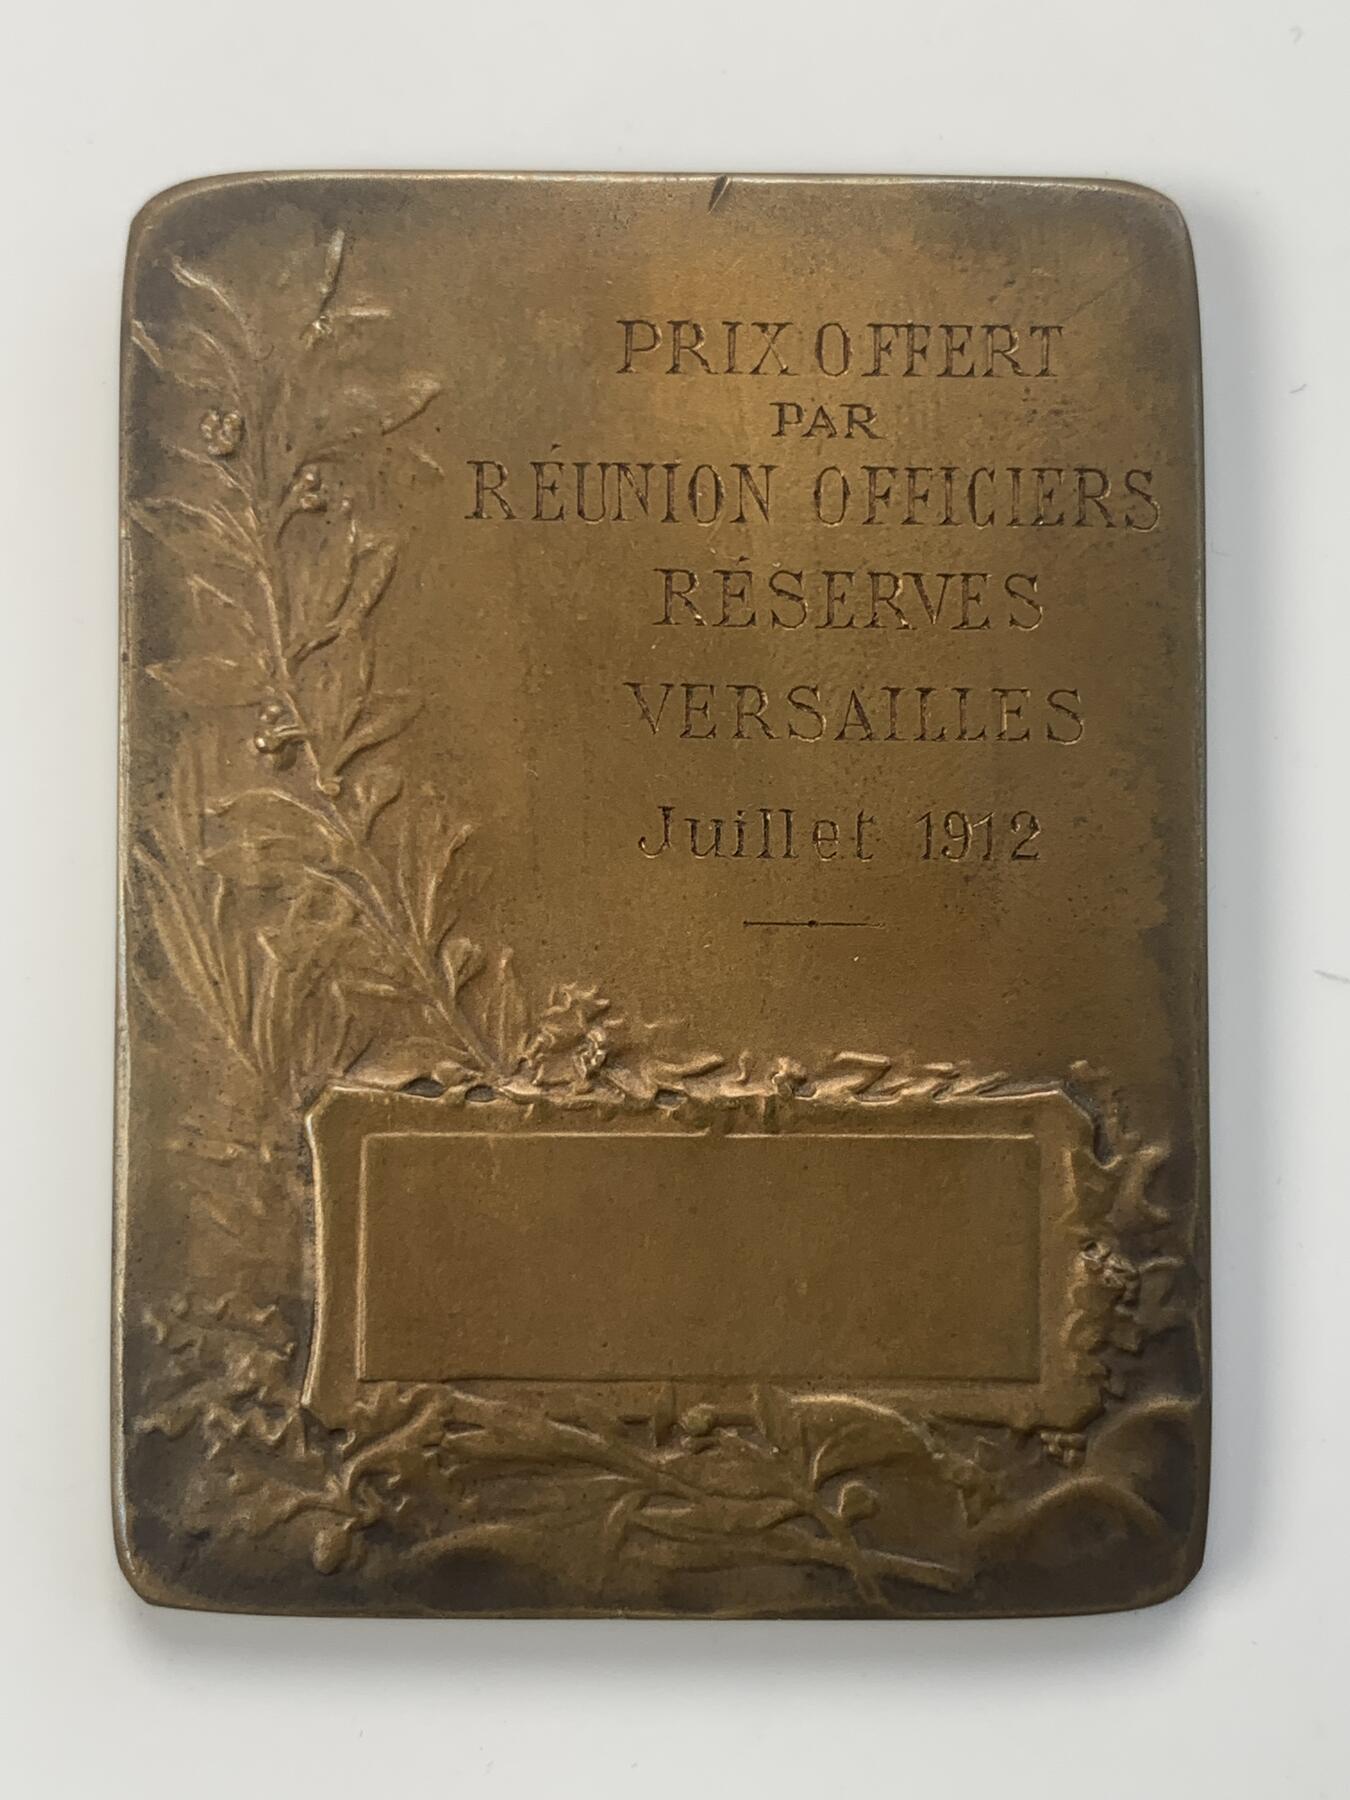 PRIX OFFERT
PAR
RÉUNION OFFICIERS
RÉSERVES
VERSAILLES
Juillet 1912